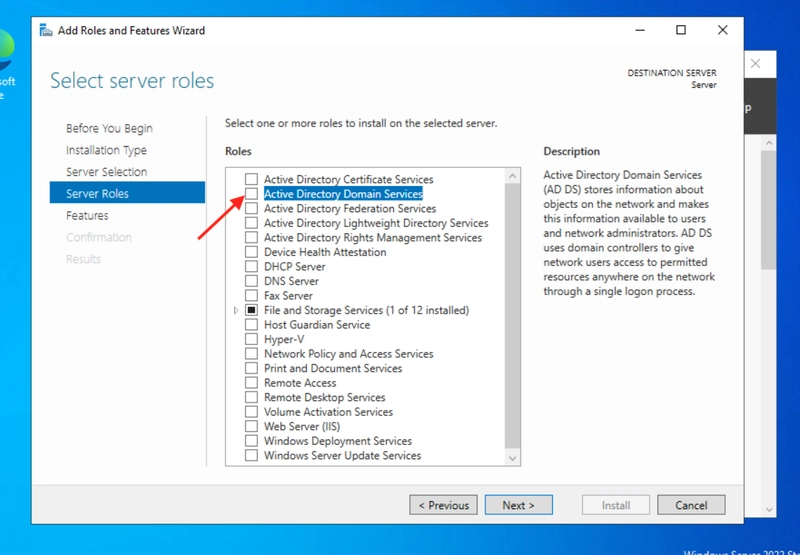 Add Roles and Features Wizard
Select server roles
DESTINATION SERVER
Server
Before You Begin
Installation Type
Server Selection
Server Roles
Features
Confirmation
Results
Select one or more roles to install on the selected server.
Roles
Active Directory Certificate Services
Active Directory Domain Services
Active Directory Federation Services
Active Directory Lightweight Directory Services
Active Directory Rights Management Services
Device Health Attestation
DHCP Server
DNS Server
Fax Server
File and Storage Services (1 of 12 installed)
Host Guardian Service
Hyper-V
Network Policy and Access Services
Print and Document Services
Remote Access
Remote Desktop Services
Volume Activation Services
Web Server (IIS)
Windows Deployment Services
Windows Server Update Services
Description
Active Directory Domain Services
(AD DS) stores information about
objects on the network and makes
this information available to users
and network administrators. AD DS
uses domain controllers to give
network users access to permitted
resources anywhere on the network
through a single logon process.
< Previous
Next >
Install
Cancel
soft
e
p
Windows Server 2022 St